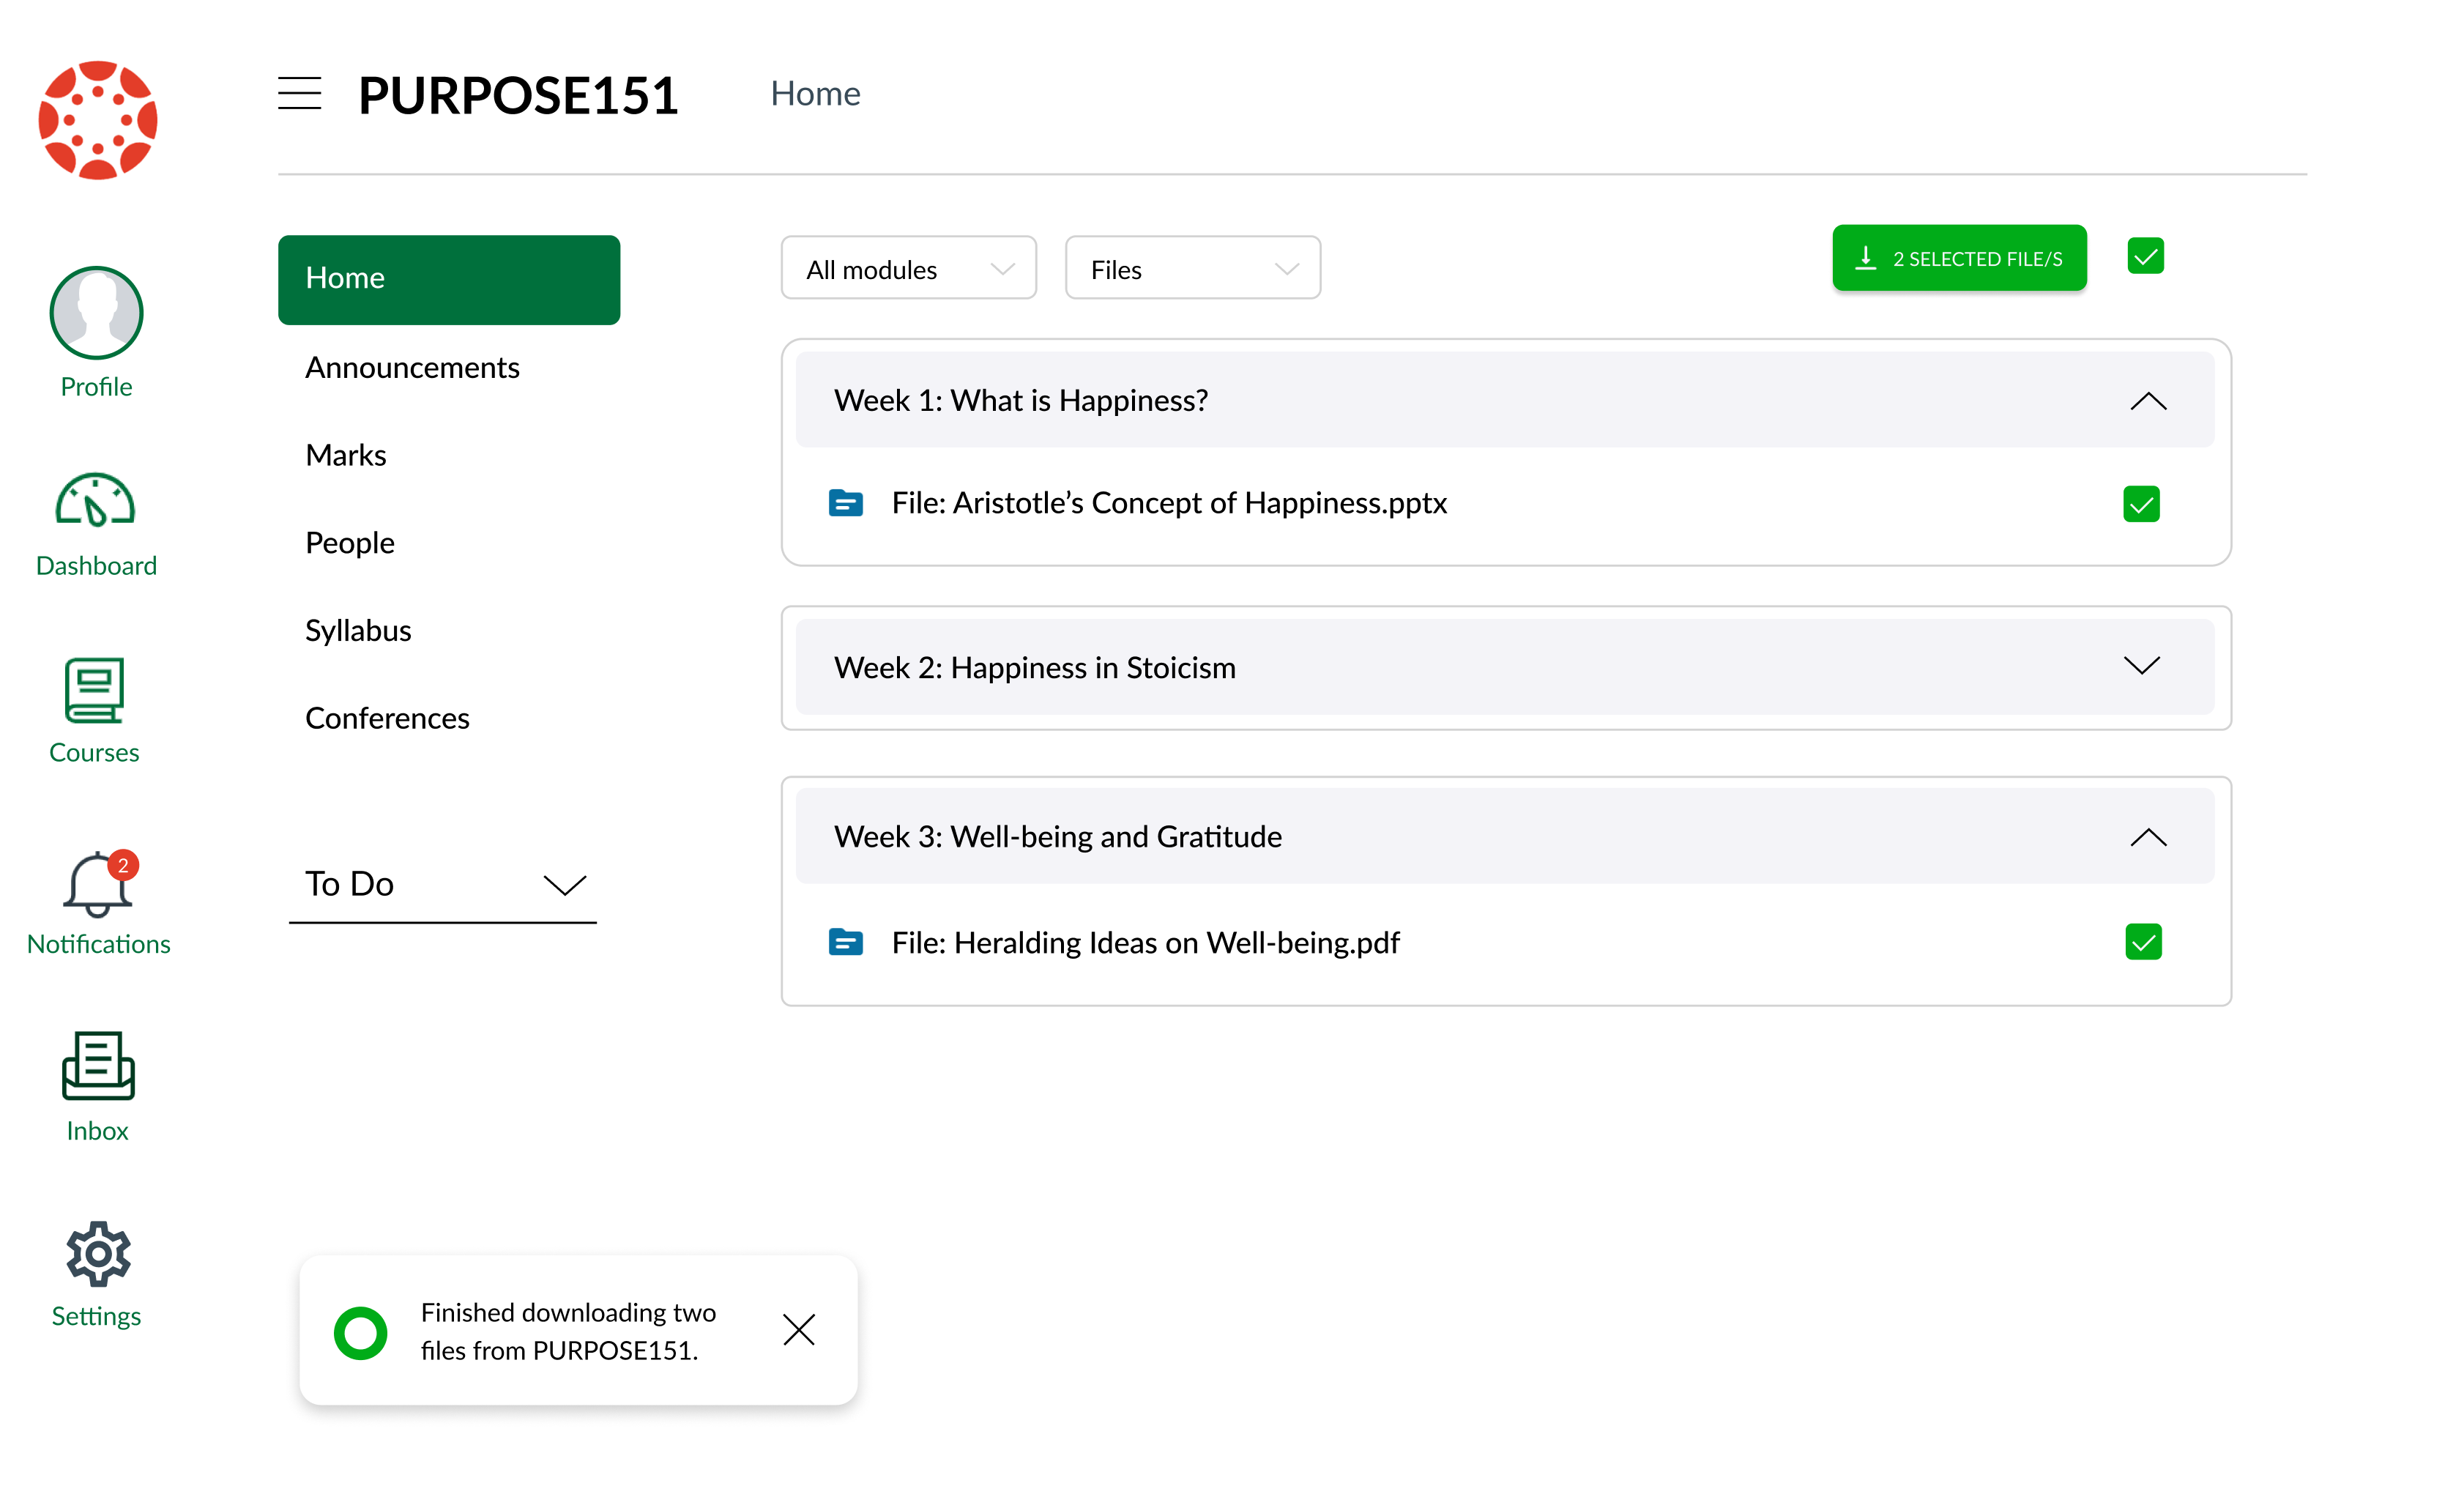 PURPOSE151
Home
Profile
Dashboard
Courses
2
Notifications
Inbox
Settings
Home
Announcements
Marks
People
Syllabus
Conferences
To Do
All modules
Files
2 SELECTED FILE/S
Week 1: What is Happiness?
File: Aristotle’s Concept of Happiness.pptx
Week 2: Happiness in Stoicism
Week 3: Well-being and Gratitude
File: Heralding Ideas on Well-being.pdf
Finished downloading two
files from PURPOSE151.